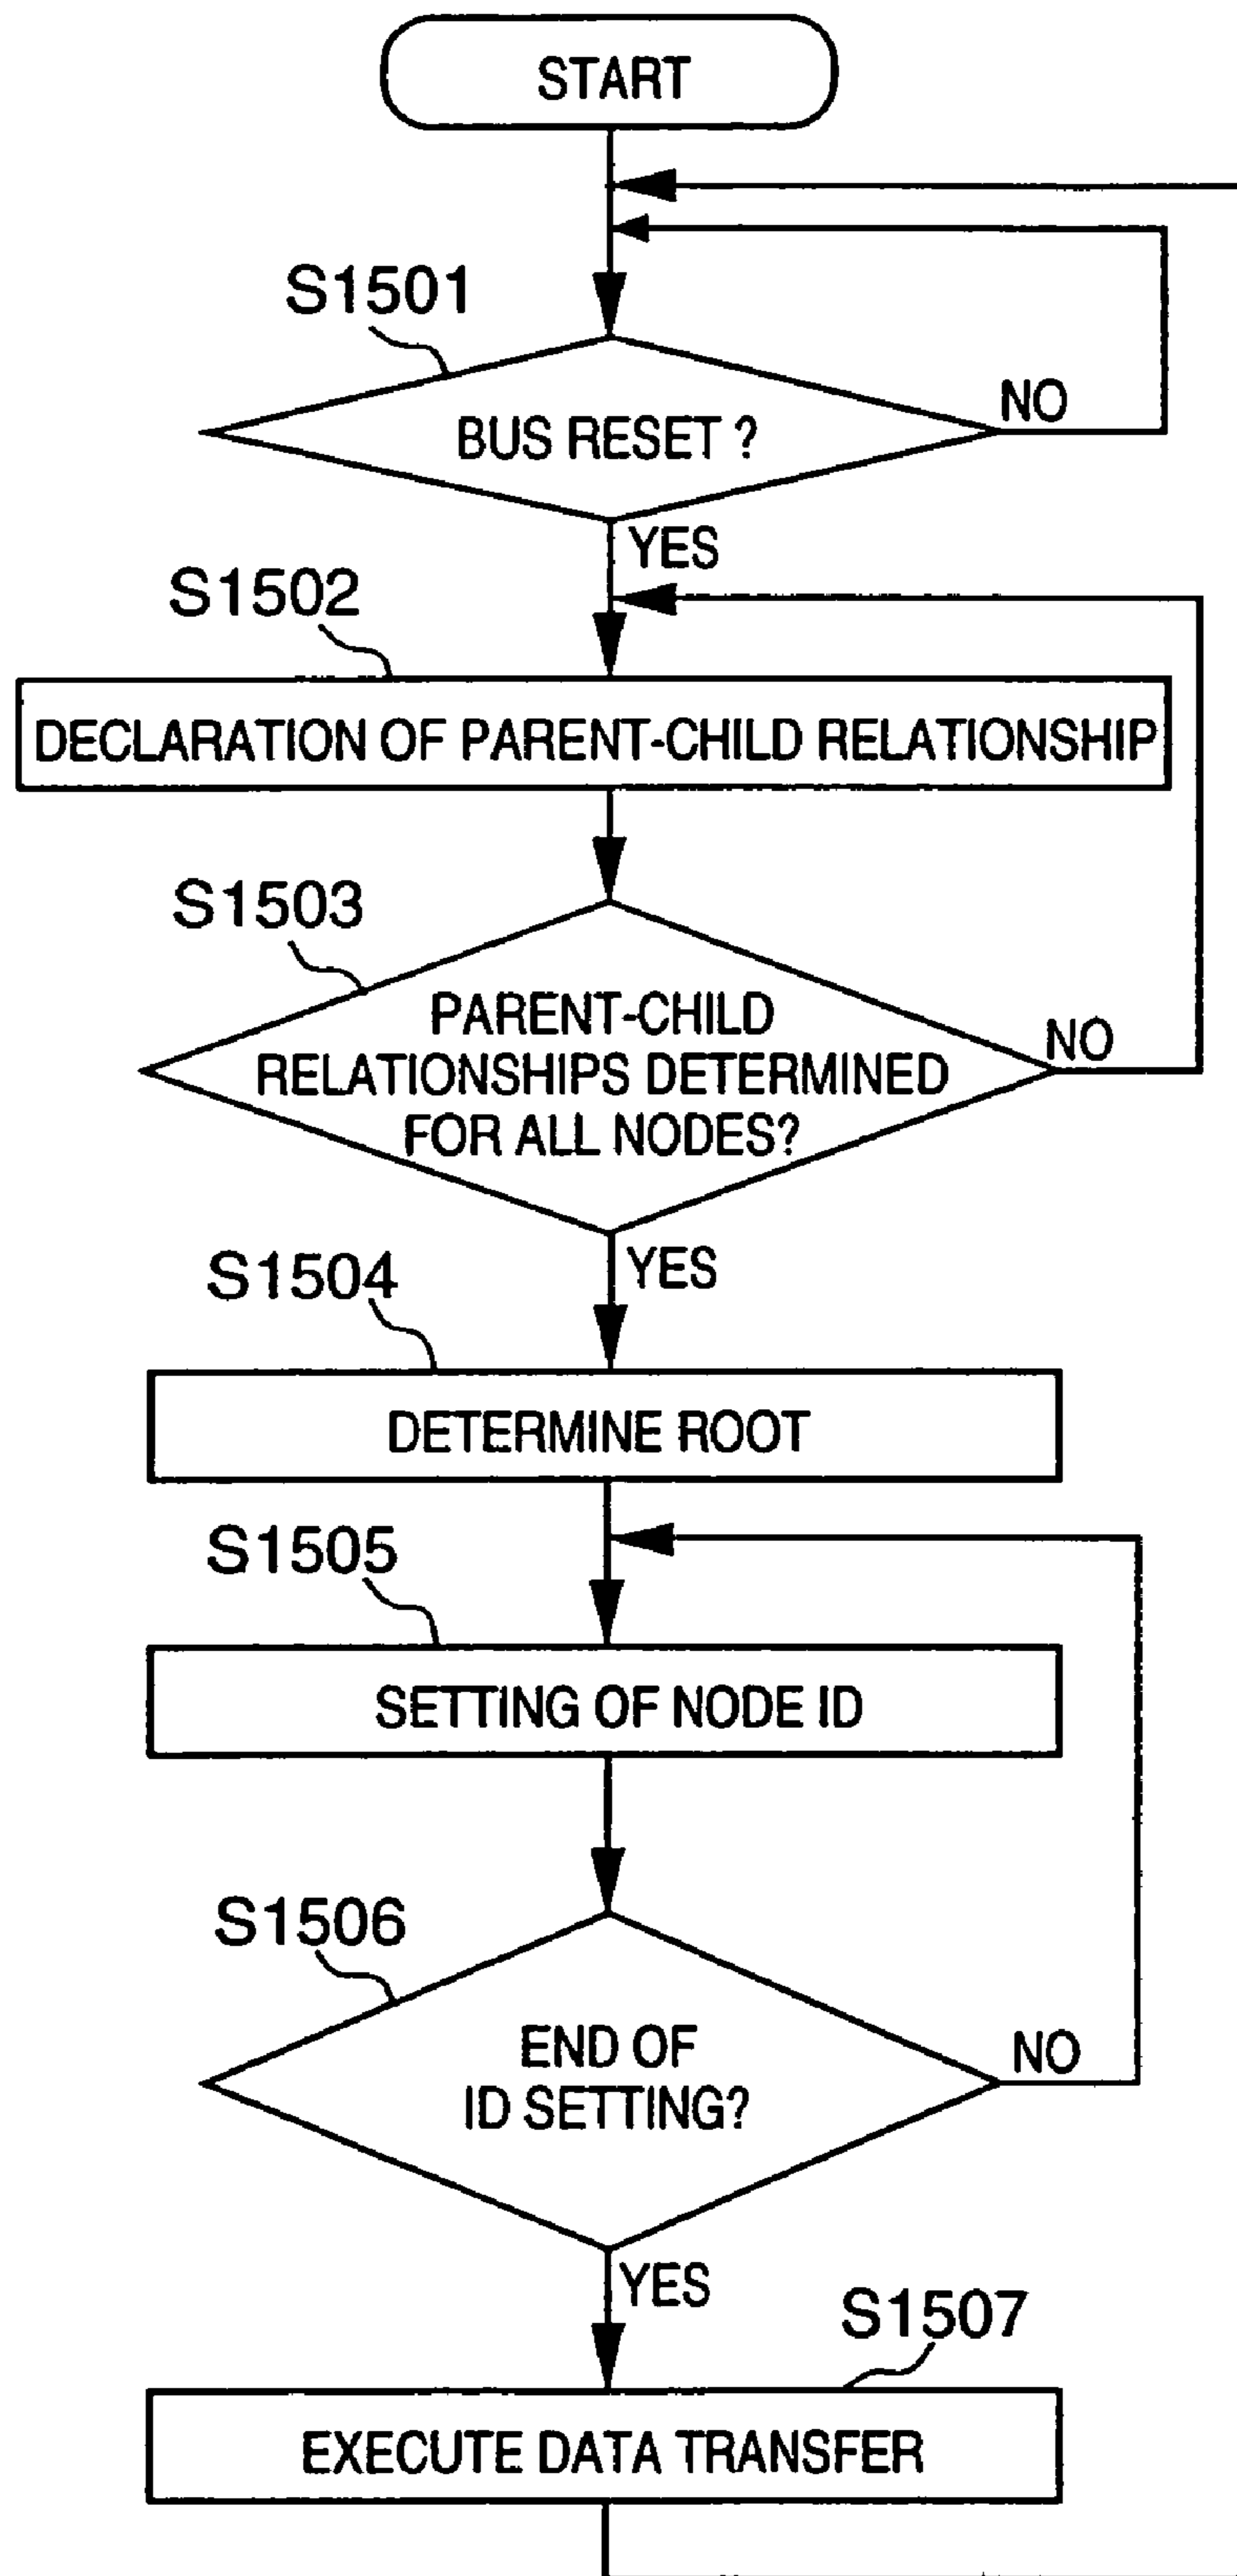 START
S1501
BUS RESET ?
NO
YES
S1502
DECLARATION OF PARENT-CHILD RELATIONSHIP
S1503
PARENT-CHILD
RELATIONSHIPS DETERMINED
FOR ALL NODES?
NO
YES
S1504
DETERMINE ROOT
S1505
SETTING OF NODE ID
S1506
END OF
ID SETTING?
NO
YES
S1507
EXECUTE DATA TRANSFER